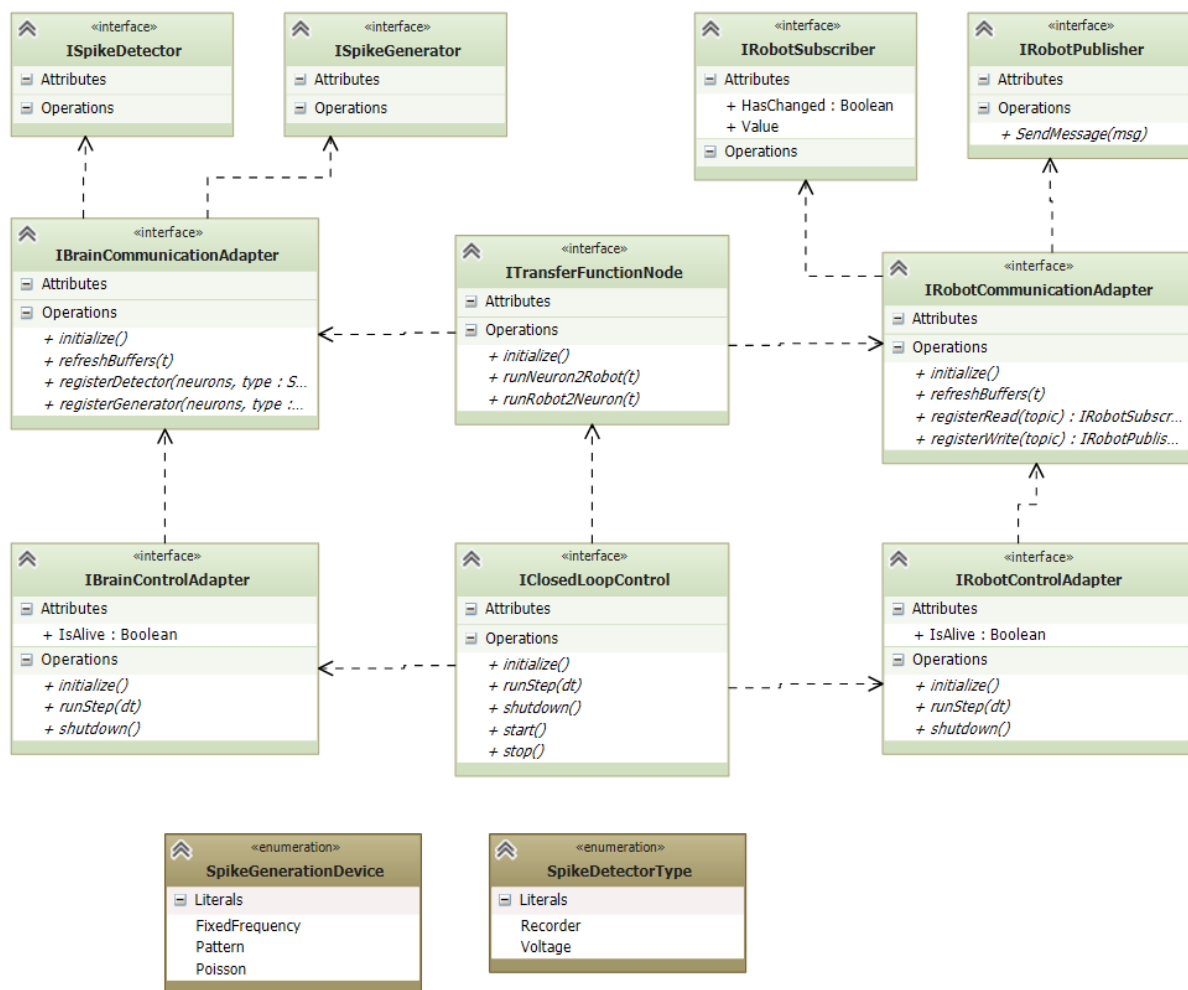 «interface»
ISpikeDetector
Attributes
Operations
«interface»
ISpikeGenerator
Attributes
Operations
«interface»
IRobotSubscriber
Attributes
+ HasChanged : Boolean
+ Value
Operations
«interface»
IRobotPublisher
Attributes
Operations
+ SendMessage(msg)
«interface»
IBrainCommunicationAdapter
Attributes
Operations
+ initialize()
+ refreshBuffers(t)
+ registerDetector(neurons, type : S...
+ registerGenerator(neurons, type :...
«interface»
ITransferFunctionNode
Attributes
Operations
+ initialize()
+ runNeuron2Robot(t)
+ runRobot2Neuron(t)
«interface»
IRobotCommunicationAdapter
Attributes
Operations
+ initialize()
+ refreshBuffers(t)
+ registerRead(topic) : IRobotSubscr...
+ registerWrite(topic) : IRobotPublis...
«interface»
IBrainControlAdapter
Attributes
+ IsAlive : Boolean
Operations
+ initialize()
+ runStep(dt)
+ shutdown()
«interface»
IClosedLoopControl
Attributes
Operations
+ initialize()
+ runStep(dt)
+ shutdown()
+ start()
+ stop()
«interface»
IRobotControlAdapter
Attributes
+ IsAlive : Boolean
Operations
+ initialize()
+ runStep(dt)
+ shutdown()
«enumeration»
SpikeGenerationDevice
Literals
FixedFrequency
Pattern
Poisson
«enumeration»
SpikeDetectorType
Literals
Recorder
Voltage